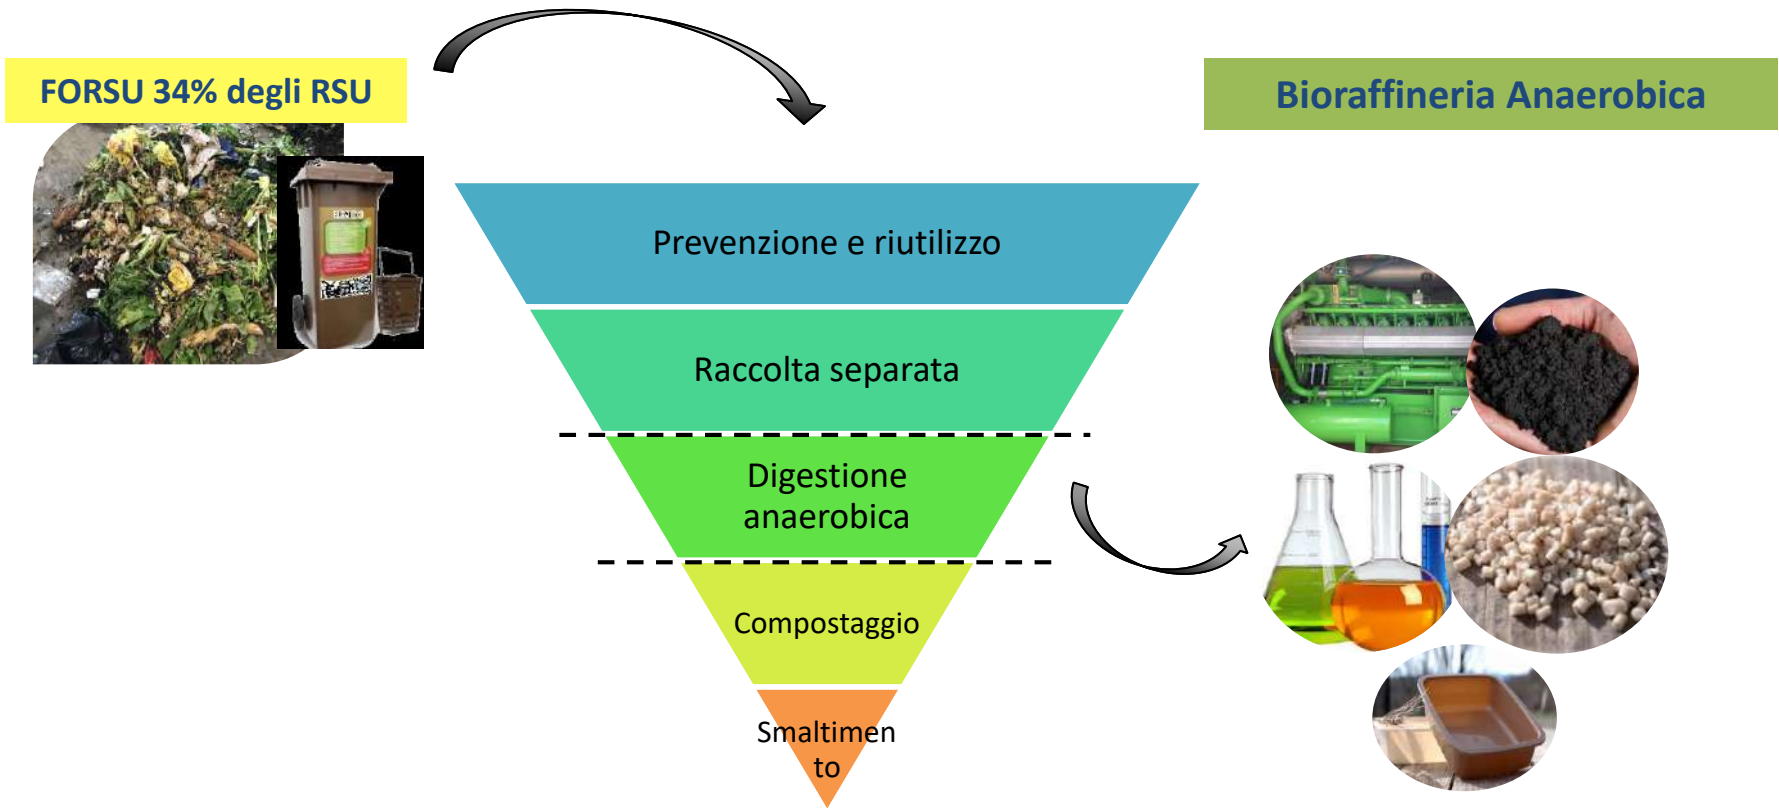 FORSU 34% degli RSU
Bioraffineria Anaerobica
Prevenzione e riutilizzo
Raccolta separata
Digestione
anaerobica
Compostaggio
Smaltimen
to